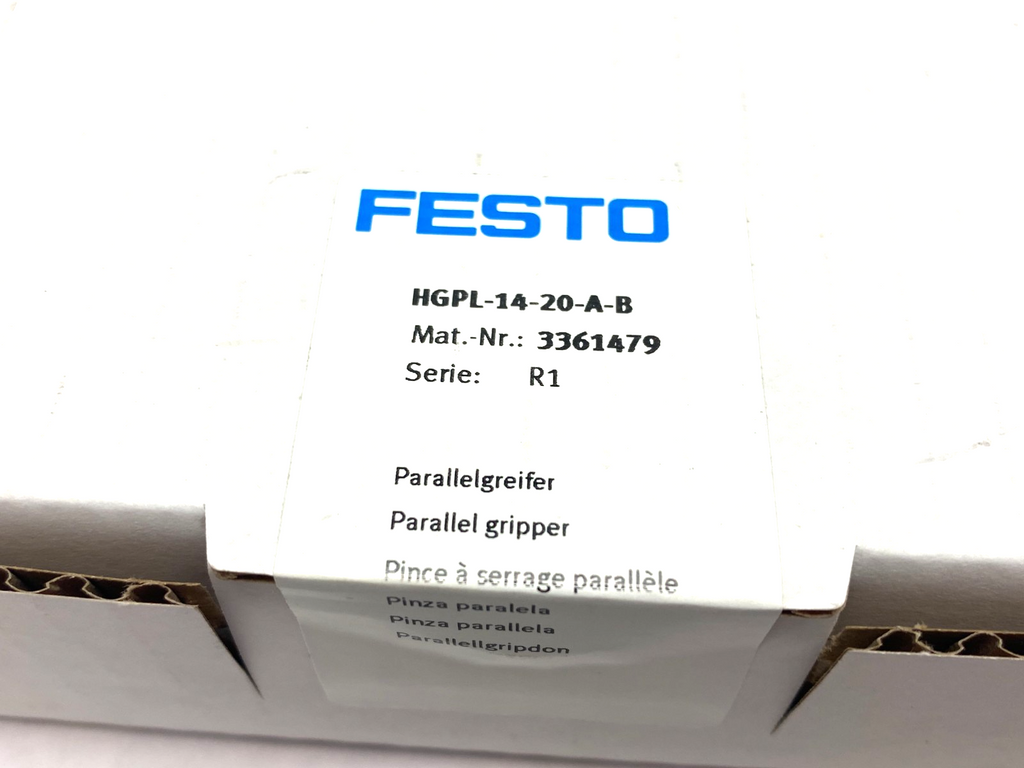 FESTO
HGPL-14-20-A-B
Mat.-Nr.: 3361479
Serie: R1
Parallelgreifer
Parallel gripper
Pince à serrage parallèle
Pinza paralela
Pinza parallela
Parallellgripdon